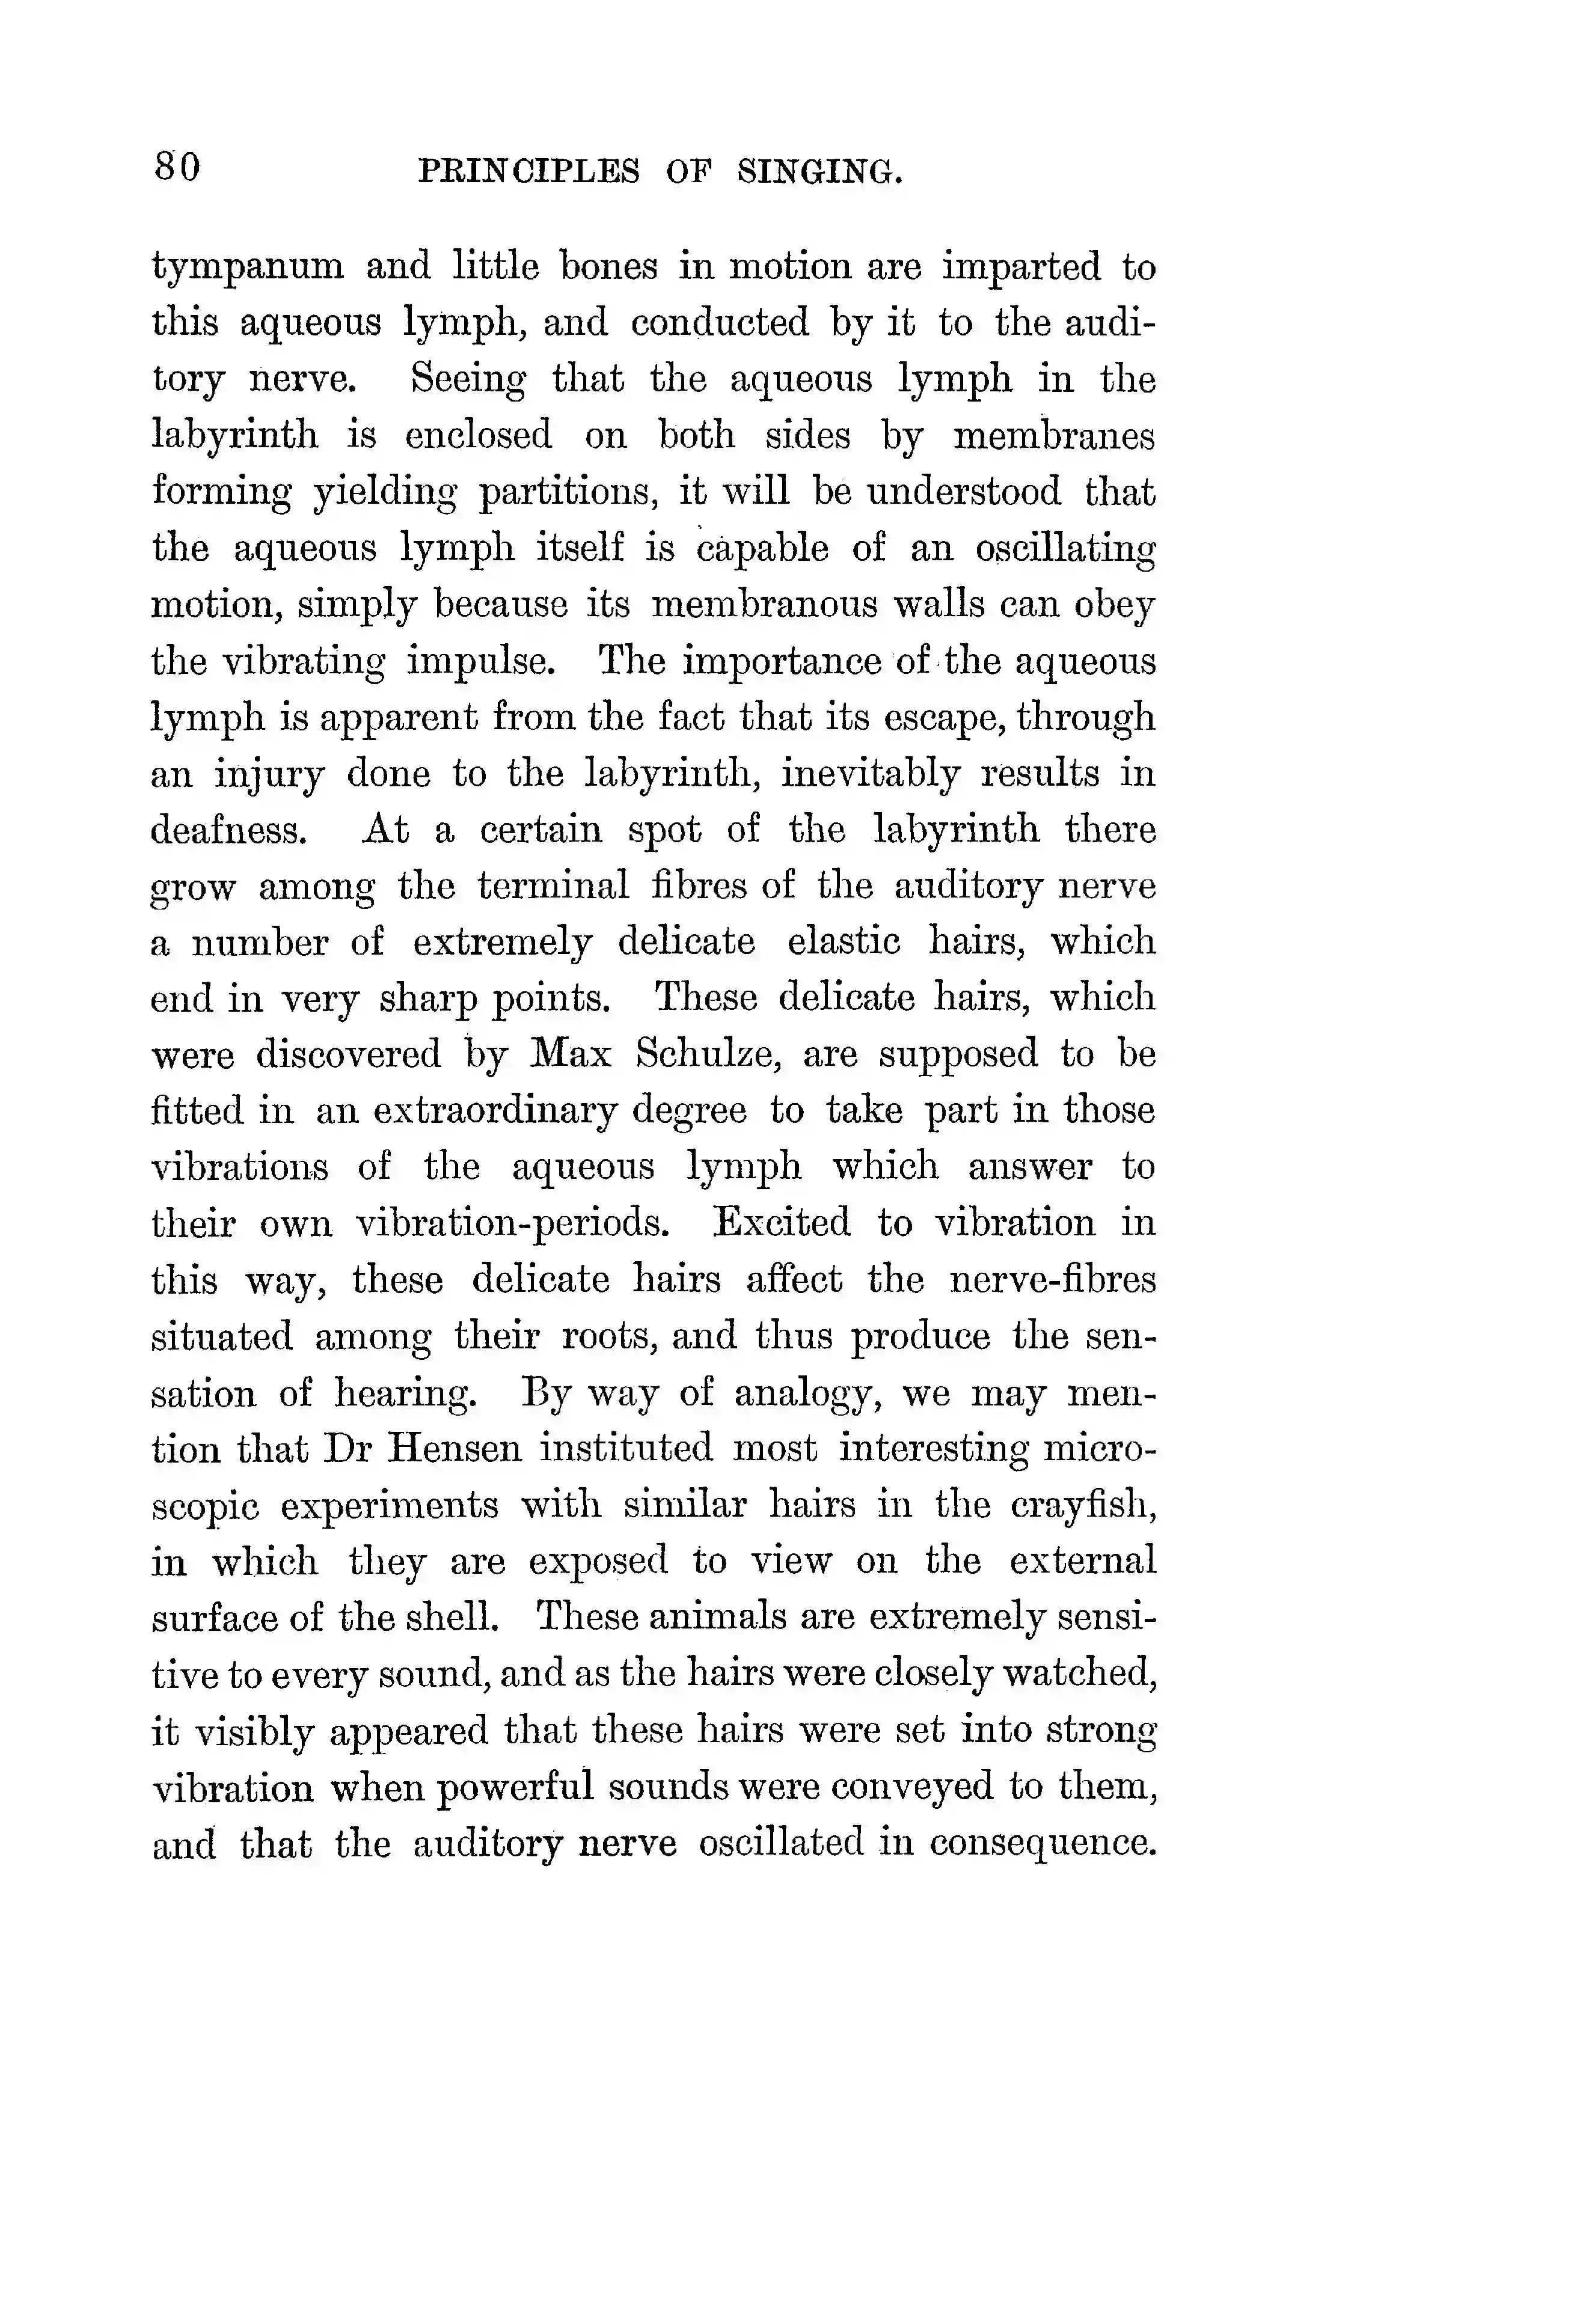 80 PRINCIPLES OF SINGING.
tympanum and little bones in motion are imparted to
this aqueous lymph, and conducted by it to the audi-
tory nerve. Seeing that the aqueous lymph in the
labyrinth is enclosed on both sides by membranes
forming yielding partitions, it will be understood that
the aqueous lymph itself is capable of an oscillating
motion, simply because its membranous walls can obey
the vibrating impulse. The importance of the aqueous
lymph is apparent from the fact that its escape, through
an injury done to the labyrinth, inevitably results in
deafness. At a certain spot of the labyrinth there
grow among the terminal fibres of the auditory nerve
a number of extremely delicate elastic hairs, which
end in very sharp points. These delicate hairs, which
were discovered by Max Schulze, are supposed to be
fitted in an extraordinary degree to take part in those
vibrations of the aqueous lymph which answer to
their own vibration-periods. Excited to vibration in
this way, these delicate hairs affect the nerve-fibres
situated among their roots, and thus produce the sen-
sation of hearing. By way of analogy, we may men-
tion that Dr Hensen instituted most interesting micro-
scopic experiments with similar hairs in the crayfish,
in which they are exposed to view on the external
surface of the shell. These animals are extremely sensi-
tive to every sound, and as the hairs were closely watched,
it visibly appeared that these hairs were set into strong
vibration when powerful sounds were conveyed to them,
and that the auditory nerve oscillated in consequence.